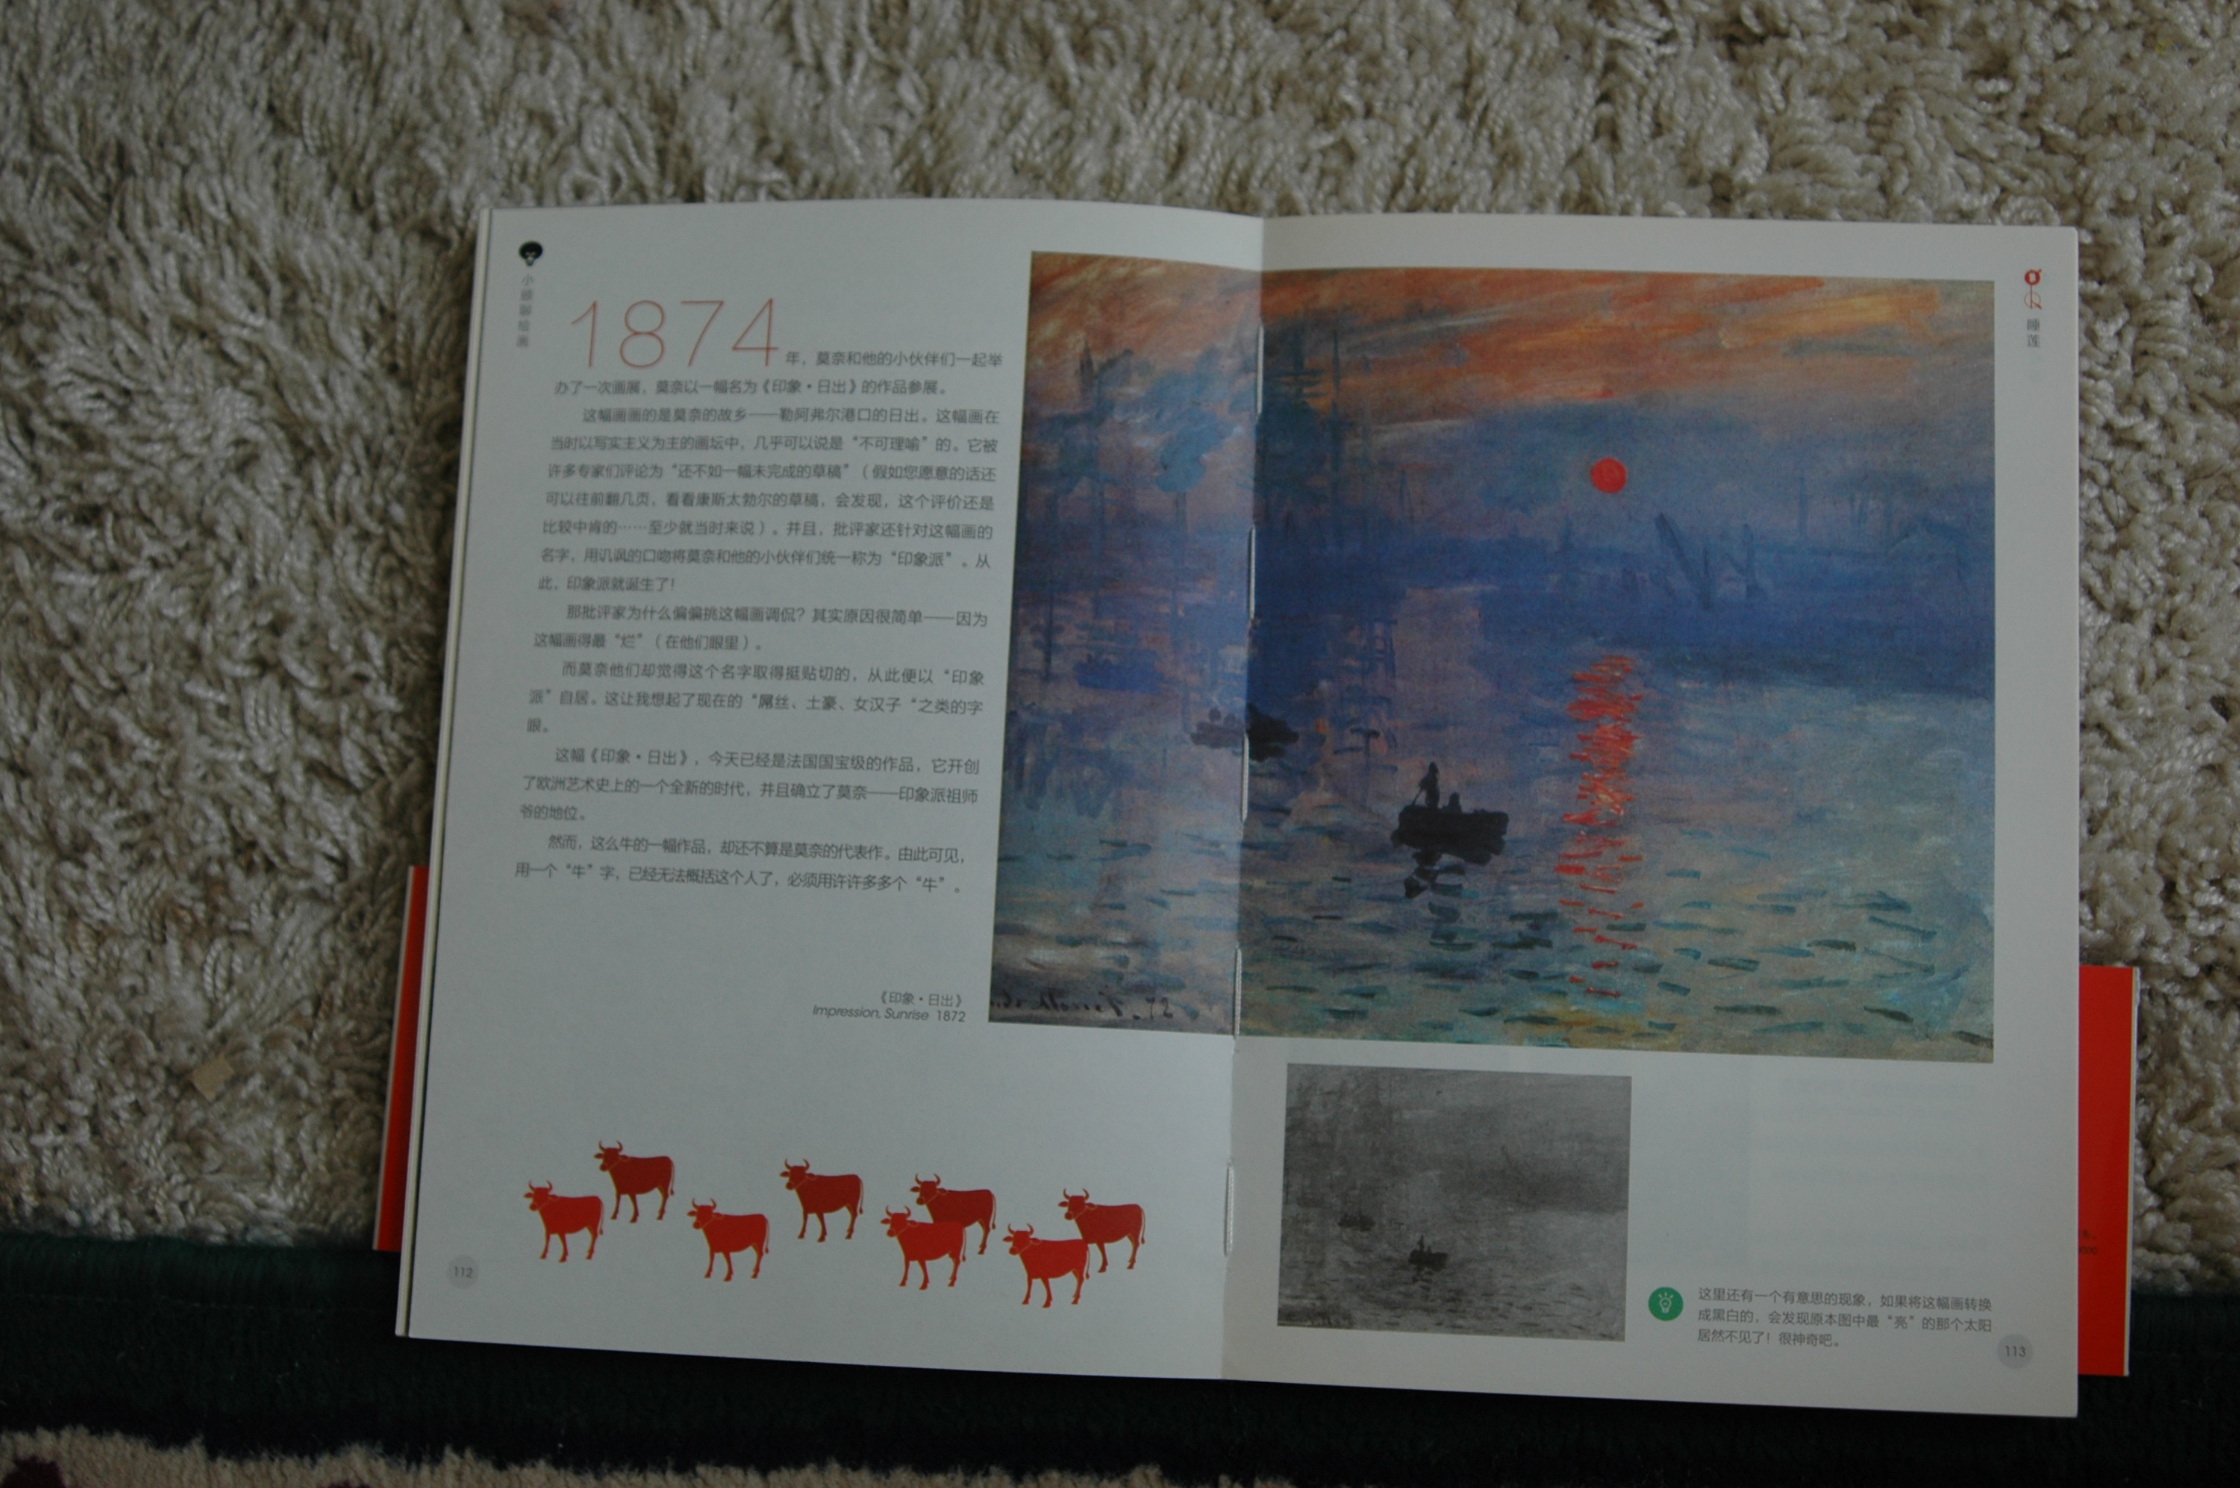 小顾聊绘画
1874年，莫奈和他的小伙伴们一起举
办了一次画展，莫奈以一幅名为《印象·日出》的作品参展。
这幅画画的是莫奈的故乡——勒阿弗尔港口的日出。这幅画在
当时以写实主义为主的画坛中，几乎可以说是“不可理喻”的。它被
许多专家们评论为“还不如一幅未完成的草稿”（假如您愿意的话还
可以往前翻几页，看看康斯太勃尔的草稿，会发现，这个评价还是
比较中肯的……至少就当时来说）。并且，批评家还针对这幅画的
名字，用讥讽的口吻将莫奈和他的小伙伴们统一称为“印象派”。从
此，印象派就诞生了！
那批评家为什么偏偏挑这幅画调侃？其实原因很简单——因为
这幅画得最“烂”（在他们眼里）。
而莫奈他们却觉得这个名字取得挺贴切的，从此便以“印象
派”自居。这让我想起了现在的“屌丝、土豪、女汉子“之类的字
眼。
这幅《印象·日出》，今天已经是法国国宝级的作品，它开创
了欧洲艺术史上的一个全新的时代，并且确立了莫奈——印象派祖师
爷的地位。
然而，这么牛的一幅作品，却还不算是莫奈的代表作。由此可见，
用一个“牛”字，已经无法概括这个人了，必须用许许多多个“牛”。
《印象·日出》
Impression, Sunrise 1872
112
睡莲
这里还有一个有意思的现象，如果将这幅画转换
成黑白的，会发现原本图中最“亮”的那个太阳
居然不见了！很神奇吧。
113